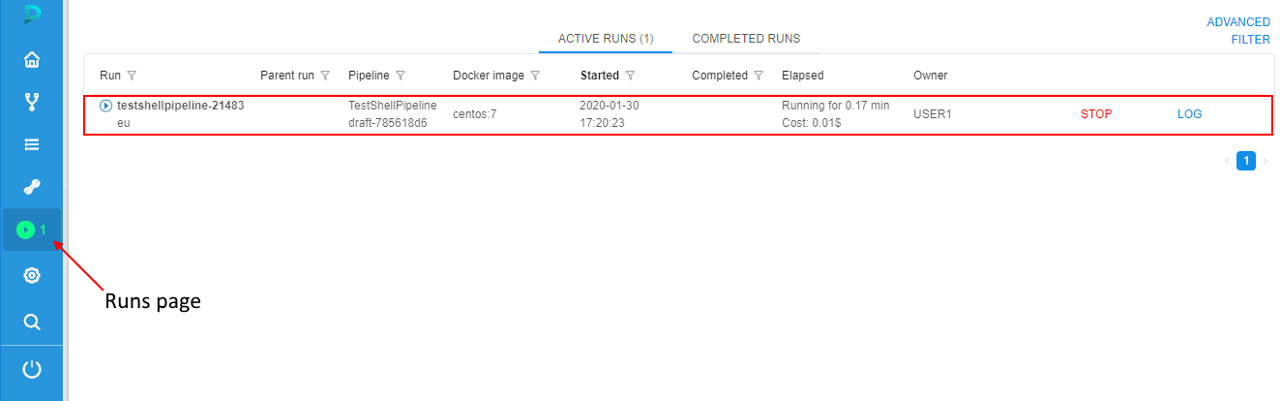 ADVANCED
FILTER
ACTIVE RUNS (1) COMPLETED RUNS
Run Parent run Pipeline Docker image Started Completed Elapsed Owner
testshellpipeline-21483 TestShellPipeline 2020-01-30 Running for 0.17 min
centos:7 USER1 STOP LOG
eu draft-785618d6 17:20:23 Cost: 0.01$
1
1
Runs page